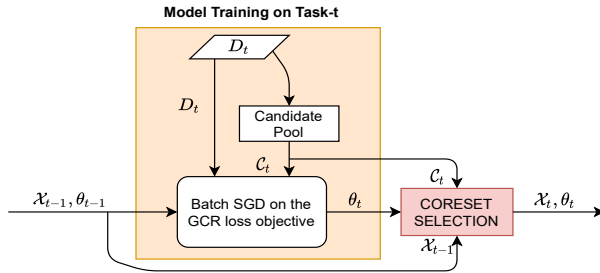 Model Training on Task-t
D_t
D_t
Candidate
Pool
𝒞_t
𝒞_t
𝒳_{t−1}, θ_{t−1}
Batch SGD on the
GCR loss objective
θ_t
CORESET
SELECTION
𝒳_t, θ_t
𝒳_{t−1}